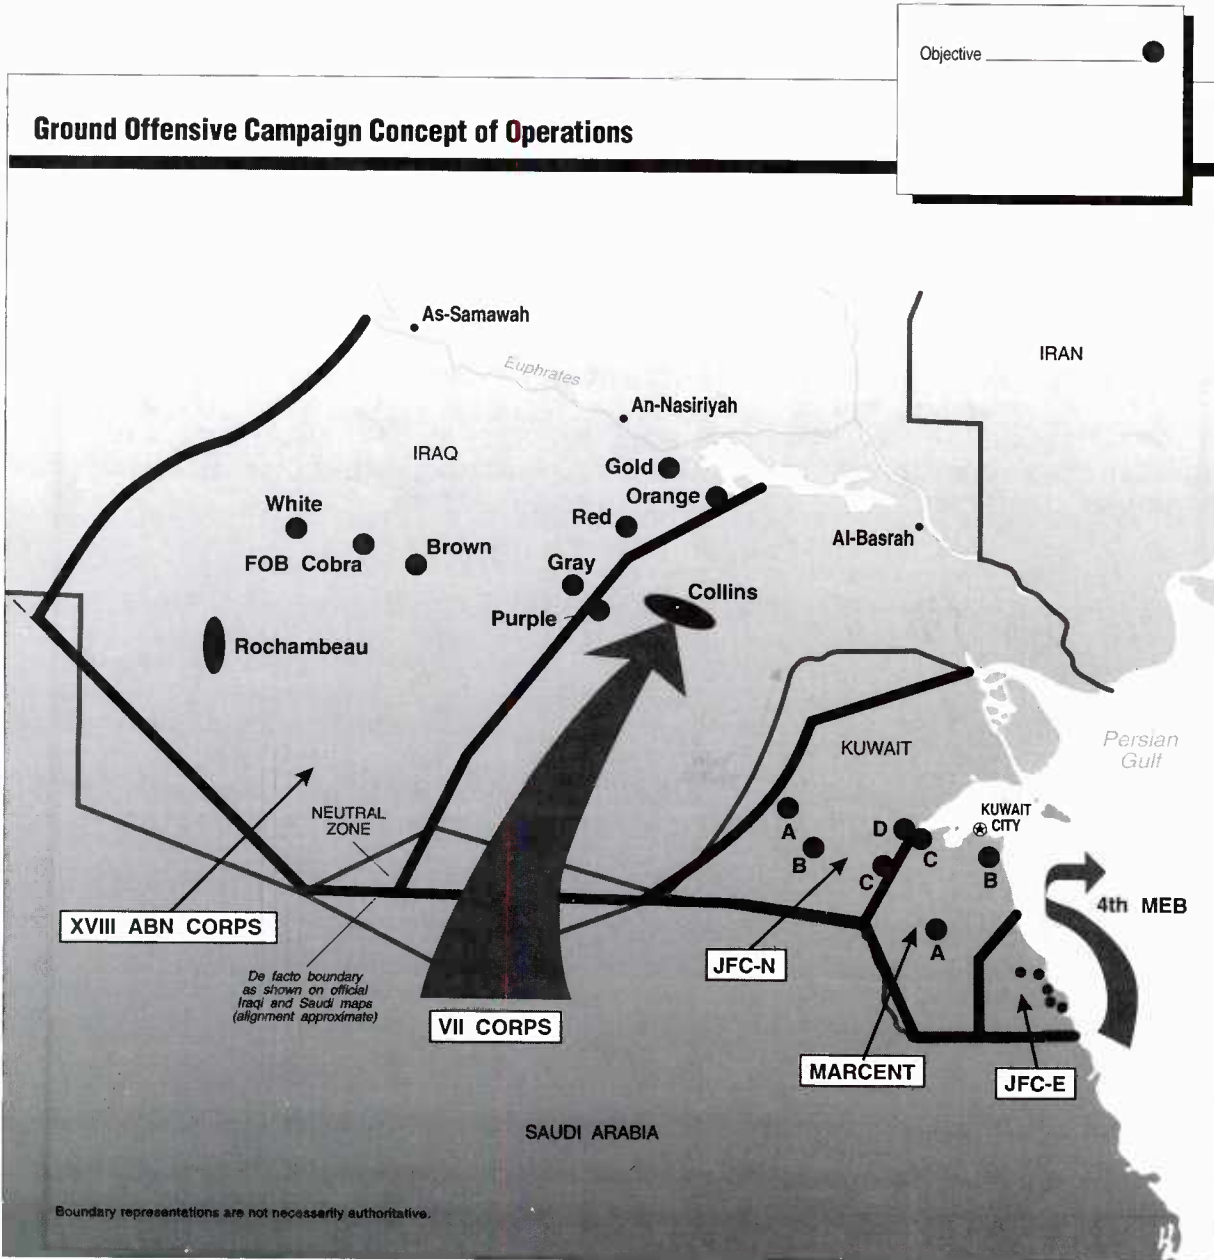 Objective
Ground Offensive Campaign Concept of Operations
As-Samawah
Euphrates
IRAN
An-Nasiriyah
IRAQ
Gold
Orange
White
Red
Al-Basrah
FOB Cobra
Brown
Gray
Collins
Purple
Rochambeau
Persian
Gulf
KUWAIT
NEUTRAL
ZONE
KUWAIT
CITY
A
D
B
C
C
B
4th MEB
XVIII ABN CORPS
A
JFC-N
De facto boundary
as shown on official
Iraqi and Saudi maps
(alignment approximate)
VII CORPS
MARCENT
JFC-E
SAUDI ARABIA
Boundary representations are not necessarily authoritative.